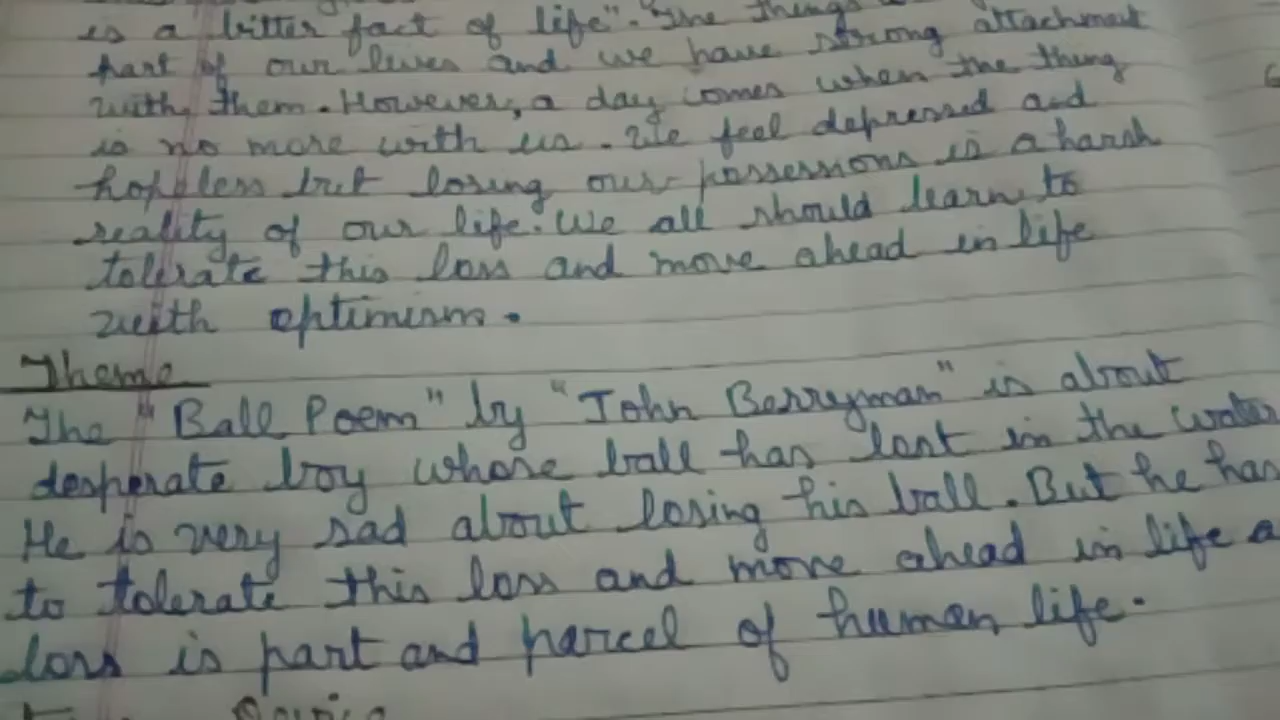 is a bitter fact of life". The things
part of our lives and we have strong attachment
with them. However, a day comes when the thing
is no more with us. We feel depressed and
hopeless but losing our possessions is a harsh
reality of our life. We all should learn to
tolerate this loss and move ahead in life
with optimism.
Theme
The "Ball Poem" by "John Berryman" is about
desperate boy whose ball has lost in the water
He is very sad about losing his ball. But he has
to tolerate this loss and move ahead in life a
loss is part and parcel of human life.